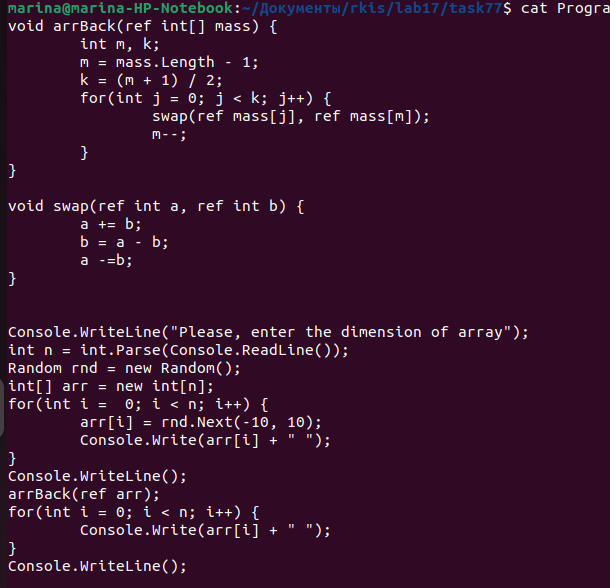 marina@marina-HP-Notebook:~/Документы/rkis/lab17/task77$ cat Progra
void arrBack(ref int[] mass) {
        int m, k;
        m = mass.Length - 1;
        k = (m + 1) / 2;
        for(int j = 0; j < k; j++) {
                swap(ref mass[j], ref mass[m]);
                m--;
        }
}

void swap(ref int a, ref int b) {
        a += b;
        b = a - b;
        a -=b;
}


Console.WriteLine("Please, enter the dimension of array");
int n = int.Parse(Console.ReadLine());
Random rnd = new Random();
int[] arr = new int[n];
for(int i =  0; i < n; i++) {
        arr[i] = rnd.Next(-10, 10);
        Console.Write(arr[i] + " ");
}
Console.WriteLine();
arrBack(ref arr);
for(int i = 0; i < n; i++) {
        Console.Write(arr[i] + " ");
}
Console.WriteLine();